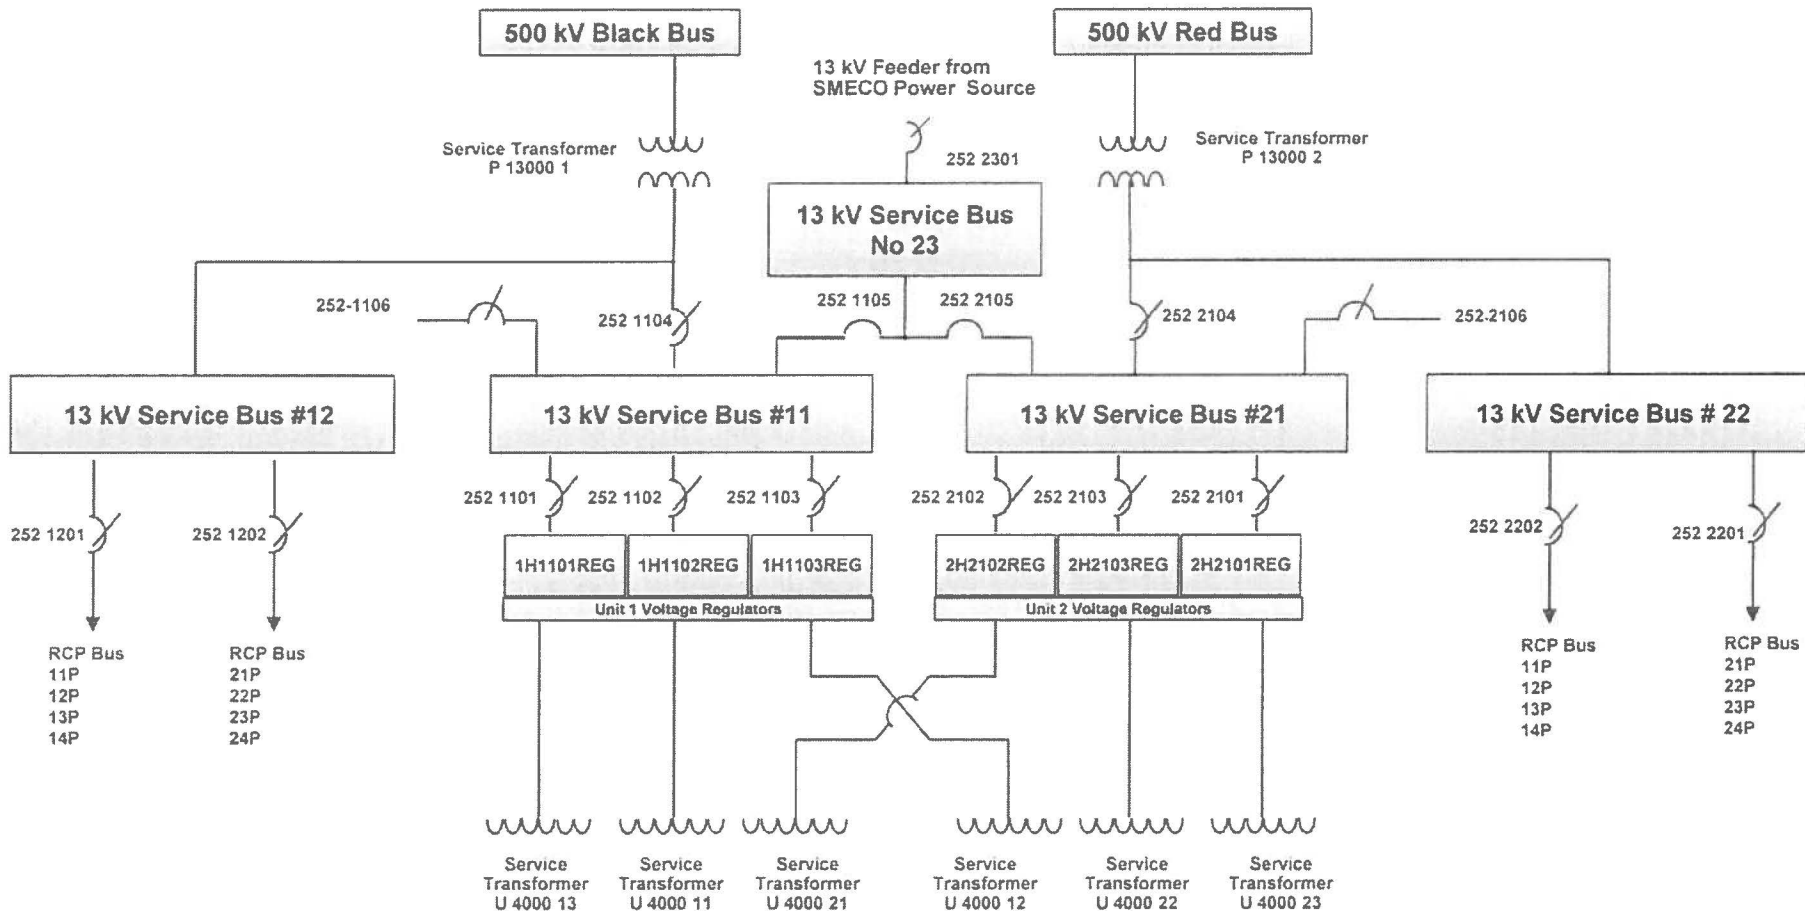 500 kV Black Bus
500 kV Red Bus
13 kV Feeder from
SMECO Power Source
Service Transformer
P 13000 1
252 2301
Service Transformer
P 13000 2
13 kV Service Bus
No 23
252-1106
252 1104
252 1105
252 2105
252 2104
252-2106
13 kV Service Bus #12
13 kV Service Bus #11
13 kV Service Bus #21
13 kV Service Bus # 22
252 1201
252 1202
252 1101
252 1102
252 1103
252 2102
252 2103
252 2101
252 2202
252 2201
1H1101REG
1H1102REG
1H1103REG
2H2102REG
2H2103REG
2H2101REG
Unit 1 Voltage Regulators
Unit 2 Voltage Regulators
RCP Bus
11P
12P
13P
14P
RCP Bus
21P
22P
23P
24P
RCP Bus
11P
12P
13P
14P
RCP Bus
21P
22P
23P
24P
Service
Transformer
U 4000 13
Service
Transformer
U 4000 11
Service
Transformer
U 4000 21
Service
Transformer
U 4000 12
Service
Transformer
U 4000 22
Service
Transformer
U 4000 23